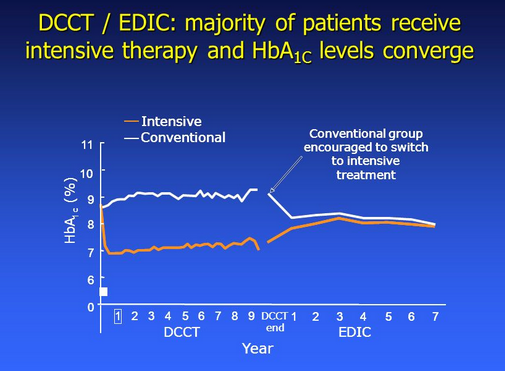 DCCT / EDIC: majority of patients receive
intensive therapy and HbA1C levels converge
Intensive
Conventional
Conventional group
encouraged to switch
to intensive
treatment
HbA1c (%)
11
10
9
8
7
6
0
1 2 3 4 5 6 7 8 9 DCCT end 1 2 3 4 5 6 7
DCCT EDIC
Year